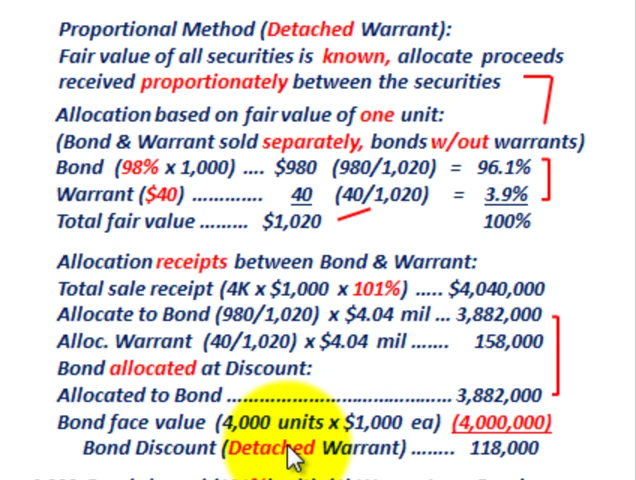 Proportional Method (Detached Warrant):
Fair value of all securities is known, allocate proceeds
received proportionately between the securities
Allocation based on fair value of one unit:
(Bond & Warrant sold separately, bonds w/out warrants)
Bond (98% x 1,000) .... $980 (980/1,020) = 96.1%
Warrant ($40) ............. 40 (40/1,020) = 3.9%
Total fair value ......... $1,020 100%
Allocation receipts between Bond & Warrant:
Total sale receipt (4K x $1,000 x 101%) ..... $4,040,000
Allocate to Bond (980/1,020) x $4.04 mil ... 3,882,000
Alloc. Warrant (40/1,020) x $4.04 mil ....... 158,000
Bond allocated at Discount:
Allocated to Bond ........................................ 3,882,000
Bond face value (4,000 units x $1,000 ea) (4,000,000)
Bond Discount (Detached Warrant) ........ 118,000